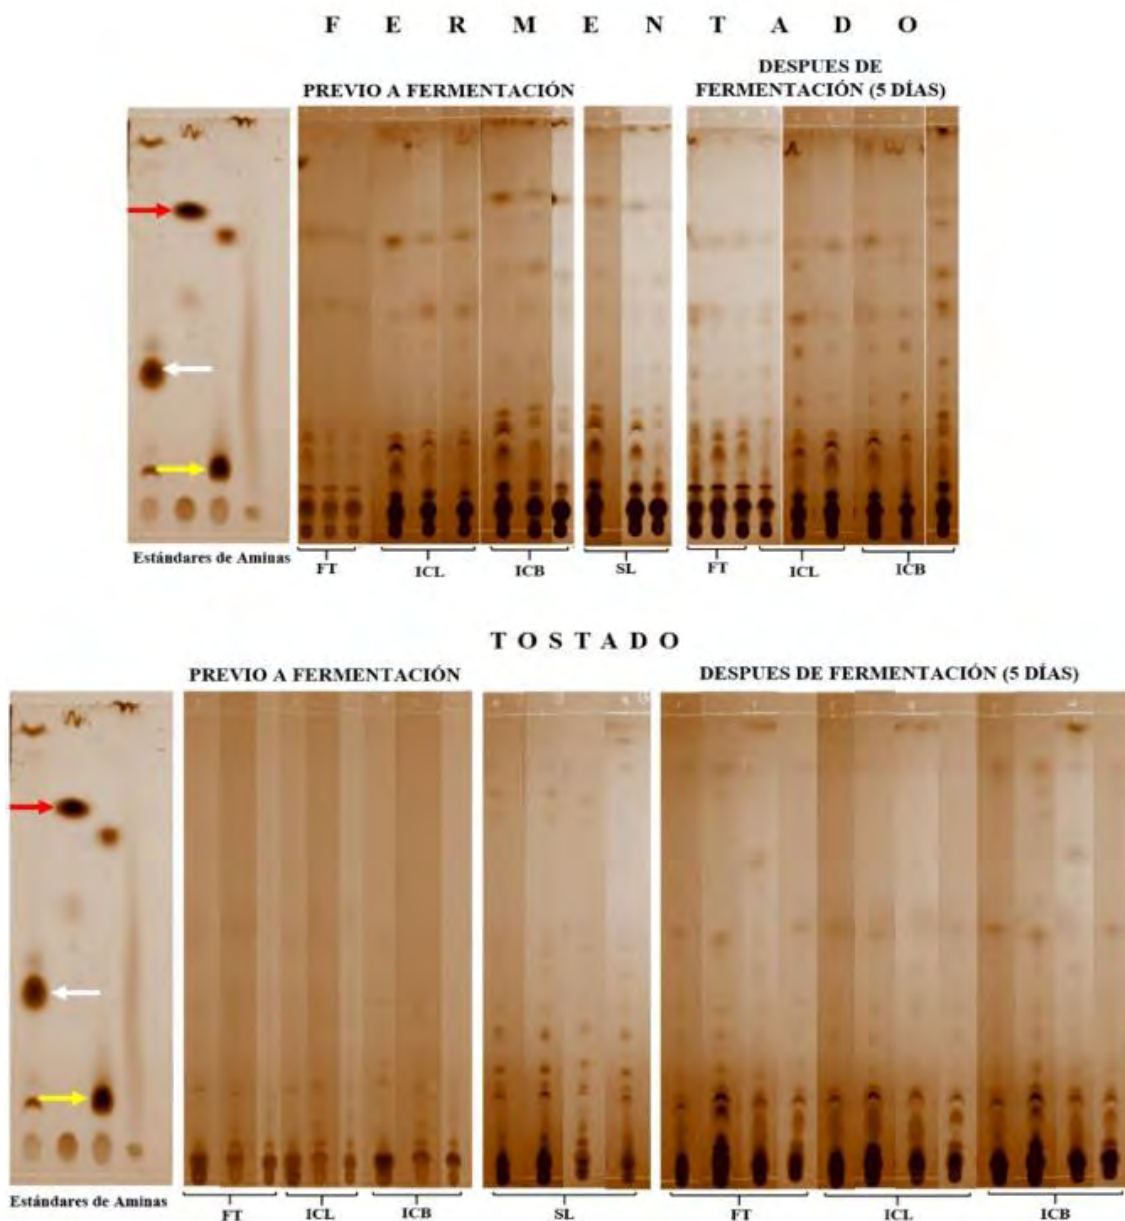 F E R M E N T A D O
PREVIO A FERMENTACIÓN
DESPUES DE
FERMENTACIÓN (5 DÍAS)
Estándares de Aminas
FT
ICL
ICB
SL
FT
ICL
ICB
T O S T A D O
PREVIO A FERMENTACIÓN
DESPUES DE FERMENTACIÓN (5 DÍAS)
Estándares de Aminas
FT
ICL
ICB
SL
FT
ICL
ICB